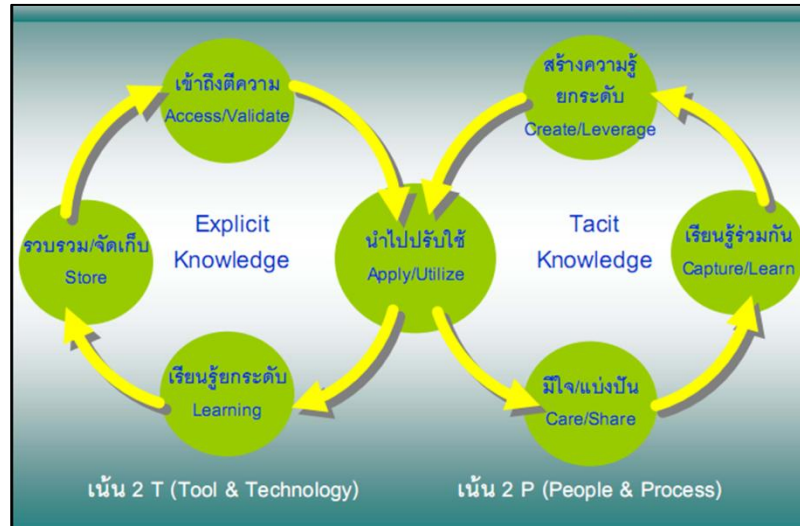 เข้าถึงตีความ
Access/Validate
สร้างความรู้
ยกระดับ
Create/Leverage
รวบรวม/จัดเก็บ
Store
Explicit
Knowledge
นำไปปรับใช้
Apply/Utilize
Tacit
Knowledge
เรียนรู้ร่วมกัน
Capture/Learn
เรียนรู้ยกระดับ
Learning
มีใจ/แบ่งปัน
Care/Share
เน้น 2 T (Tool & Technology)
เน้น 2 P (People & Process)